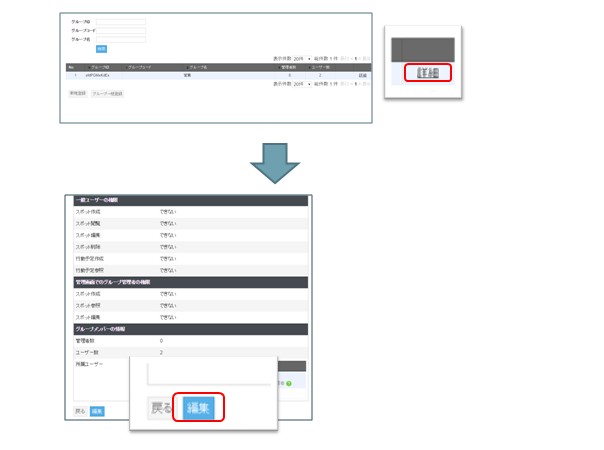 グループID
グループコード
グループ名
検索
表示件数 20件 総件数 1 件
No グループID グループコード グループ名 管理者数 ユーザー数
1 営業 0 2 詳細
表示件数 20件 総件数 1 件
新規登録 グループ一括登録
詳細
一般ユーザーの権限
スポット作成 できない
スポット閲覧 できない
スポット編集 できない
スポット削除 できない
行動予定作成 できない
行動予定参照 できない
管理画面でのグループ管理者の権限
スポット作成 できない
スポット参照 できない
スポット編集 できない
グループメンバーの情報
管理者数 0
ユーザー数 2
所属ユーザー
戻る 編集
戻る 編集